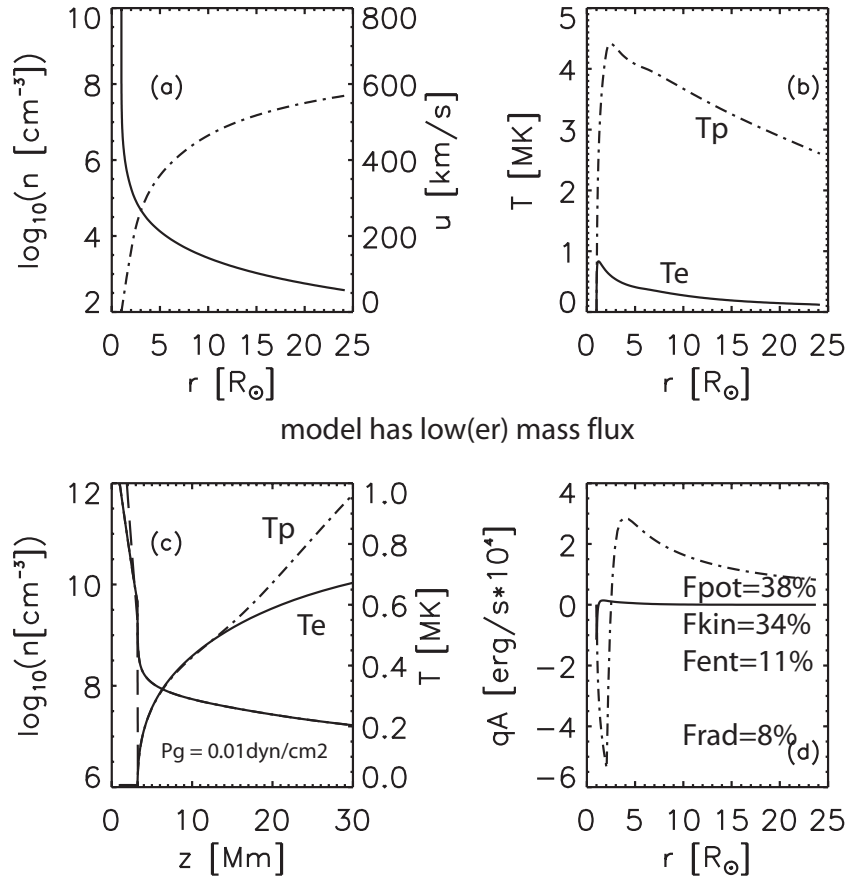 10
8
6
4
2
log₁₀(n [cm⁻³])
(a)
800
600
400
200
0
u [km/s]
0 5 10 15 20 25
r [R⊙]
5
4
3
2
1
0
T [MK]
(b)
Tp
Te
0 5 10 15 20 25
r [R⊙]
model has low(er) mass flux
12
10
8
6
log₁₀(n[cm⁻³])
(c)
Tp
Te
Pg = 0.01dyn/cm2
1.0
0.8
0.6
0.4
0.2
0.0
T [MK]
0 10 20 30
z [Mm]
4
2
0
−2
−4
−6
qA [erg/s*10⁴]
Fpot=38%
Fkin=34%
Fent=11%
Frad=8%
(d)
0 5 10 15 20 25
r [R⊙]